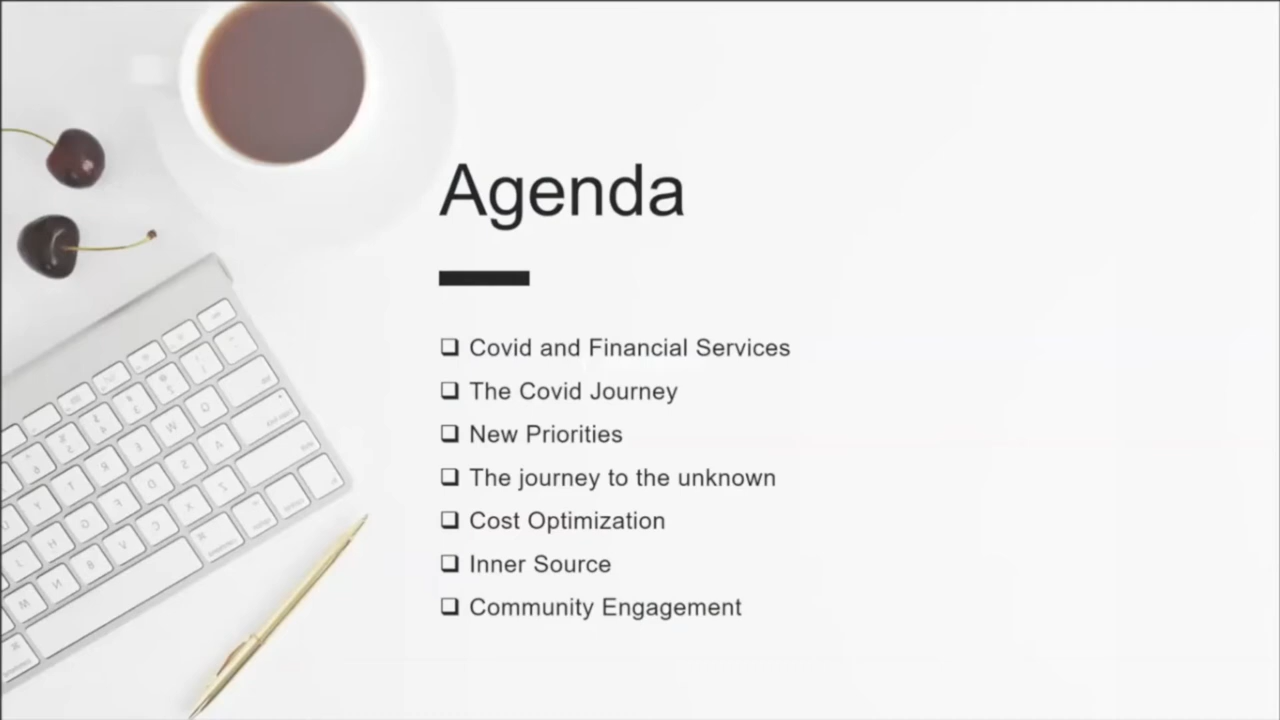 Agenda
Covid and Financial Services
The Covid Journey
New Priorities
The journey to the unknown
Cost Optimization
Inner Source
Community Engagement